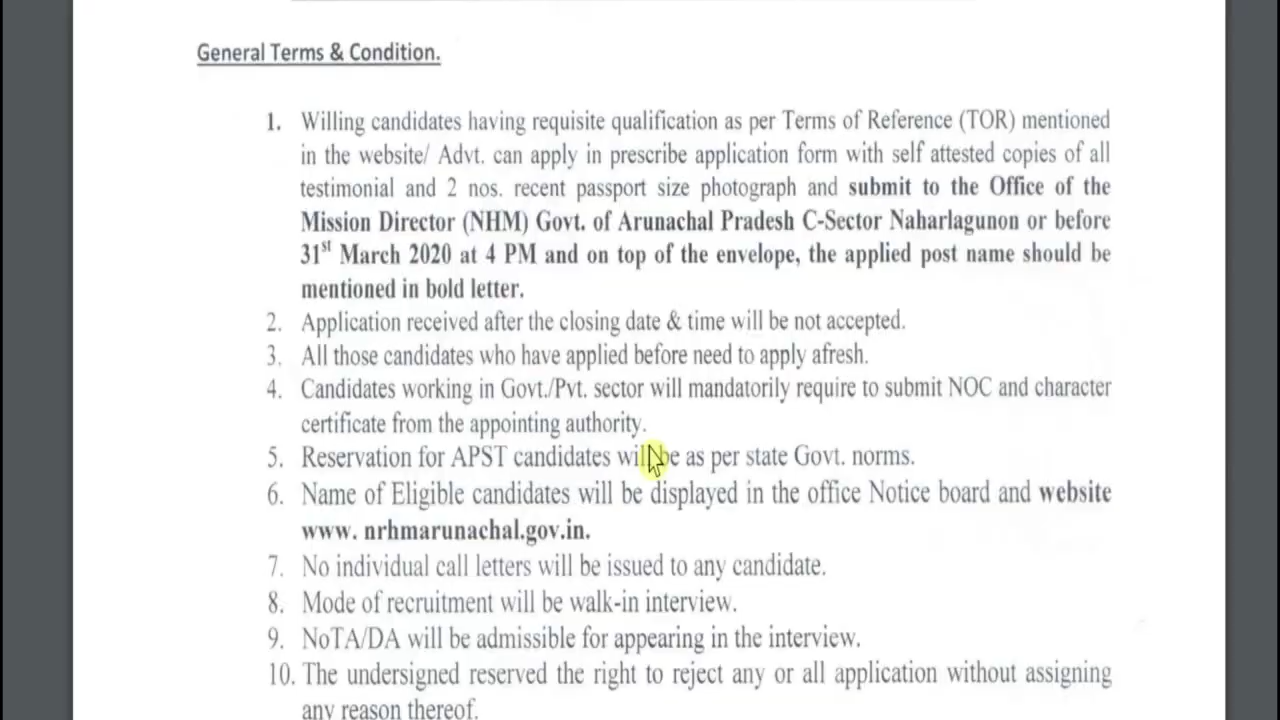 General Terms & Condition.
1. Willing candidates having requisite qualification as per Terms of Reference (TOR) mentioned
in the website/ Advt. can apply in prescribe application form with self attested copies of all
testimonial and 2 nos. recent passport size photograph and submit to the Office of the
Mission Director (NHM) Govt. of Arunachal Pradesh C-Sector Naharlagunon or before
31st March 2020 at 4 PM and on top of the envelope, the applied post name should be
mentioned in bold letter.
2. Application received after the closing date & time will be not accepted.
3. All those candidates who have applied before need to apply afresh.
4. Candidates working in Govt./Pvt. sector will mandatorily require to submit NOC and character
certificate from the appointing authority.
5. Reservation for APST candidates will be as per state Govt. norms.
6. Name of Eligible candidates will be displayed in the office Notice board and website
www. nrhmarunachal.gov.in.
7. No individual call letters will be issued to any candidate.
8. Mode of recruitment will be walk-in interview.
9. NoTA/DA will be admissible for appearing in the interview.
10. The undersigned reserved the right to reject any or all application without assigning
any reason thereof.